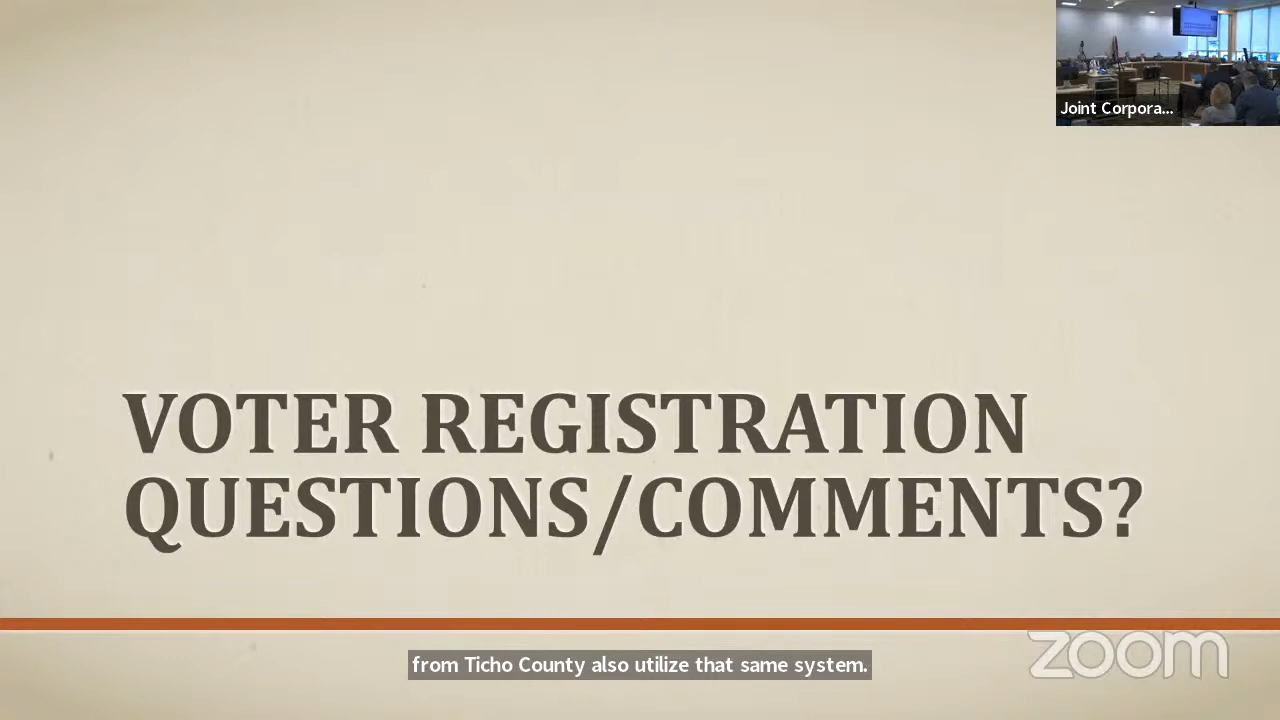 Joint Corpora...
VOTER REGISTRATION
QUESTIONS/COMMENTS?
from Ticho County also utilize that same system.
zoom